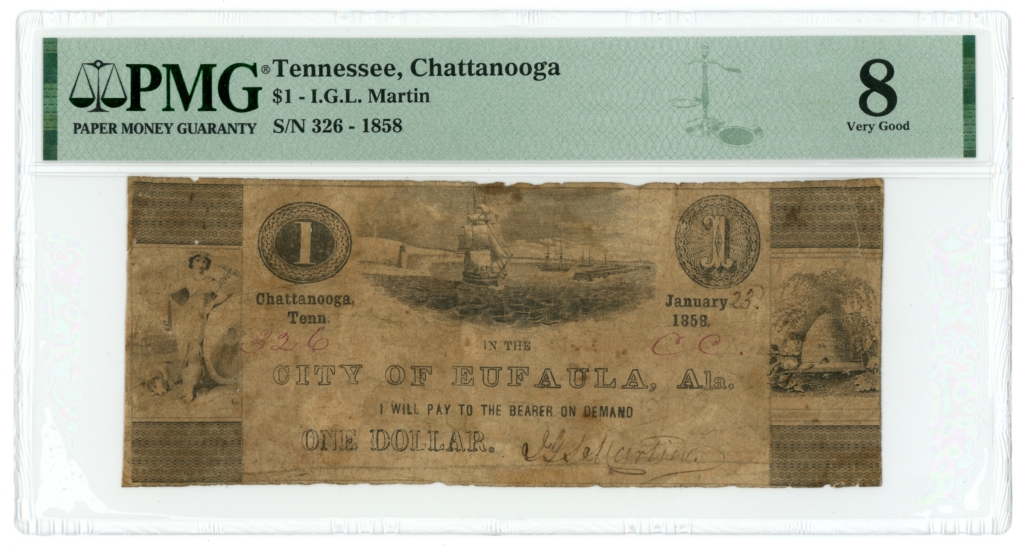 PMG®
PAPER MONEY GUARANTY
Tennessee, Chattanooga
$1 - I.G.L. Martin
S/N 326 - 1858
8
Very Good
1
1
Chattanooga,
Tenn.
January 23
1858.
326
IN THE
C C.
CITY OF EUFAULA, Ala.
I WILL PAY TO THE BEARER ON DEMAND
ONE DOLLAR.
I G L Martin